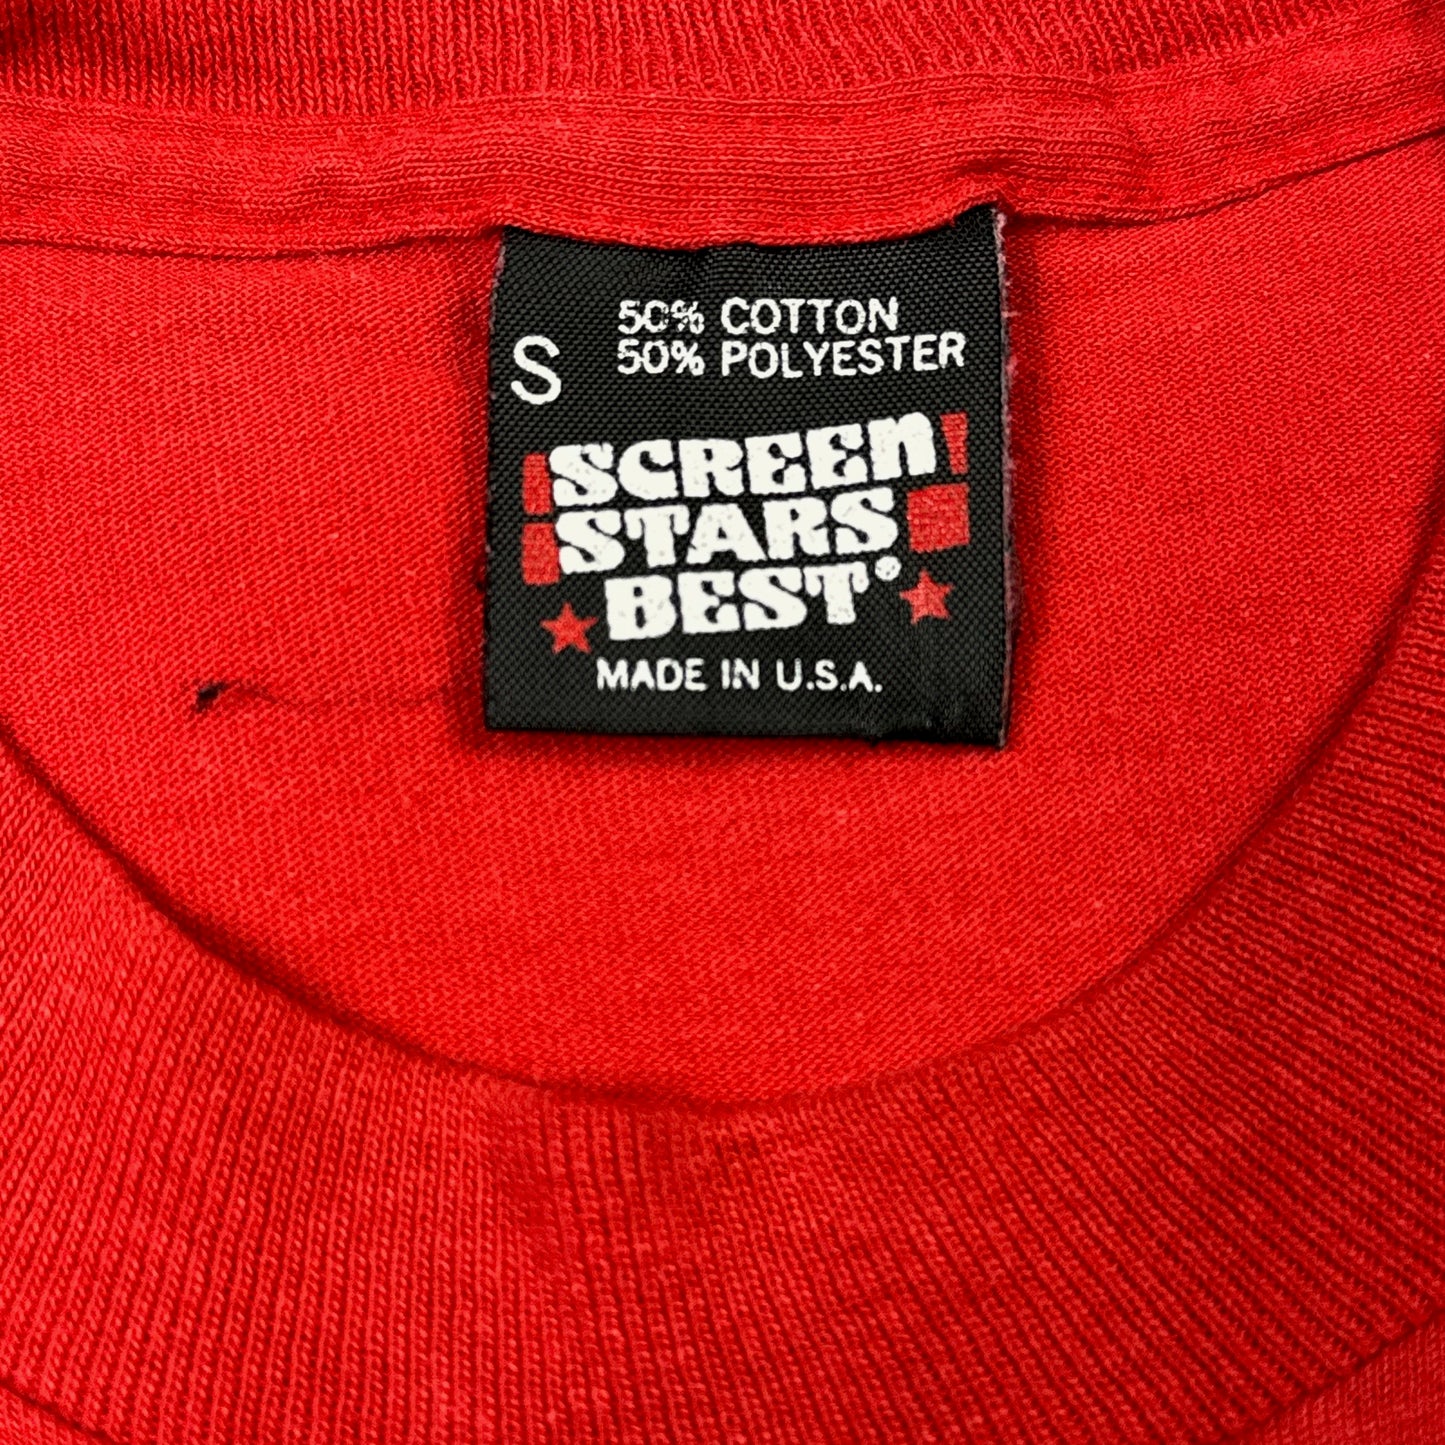 S
50% COTTON
50% POLYESTER
SCREEN
STARS
BEST®
MADE IN U.S.A.